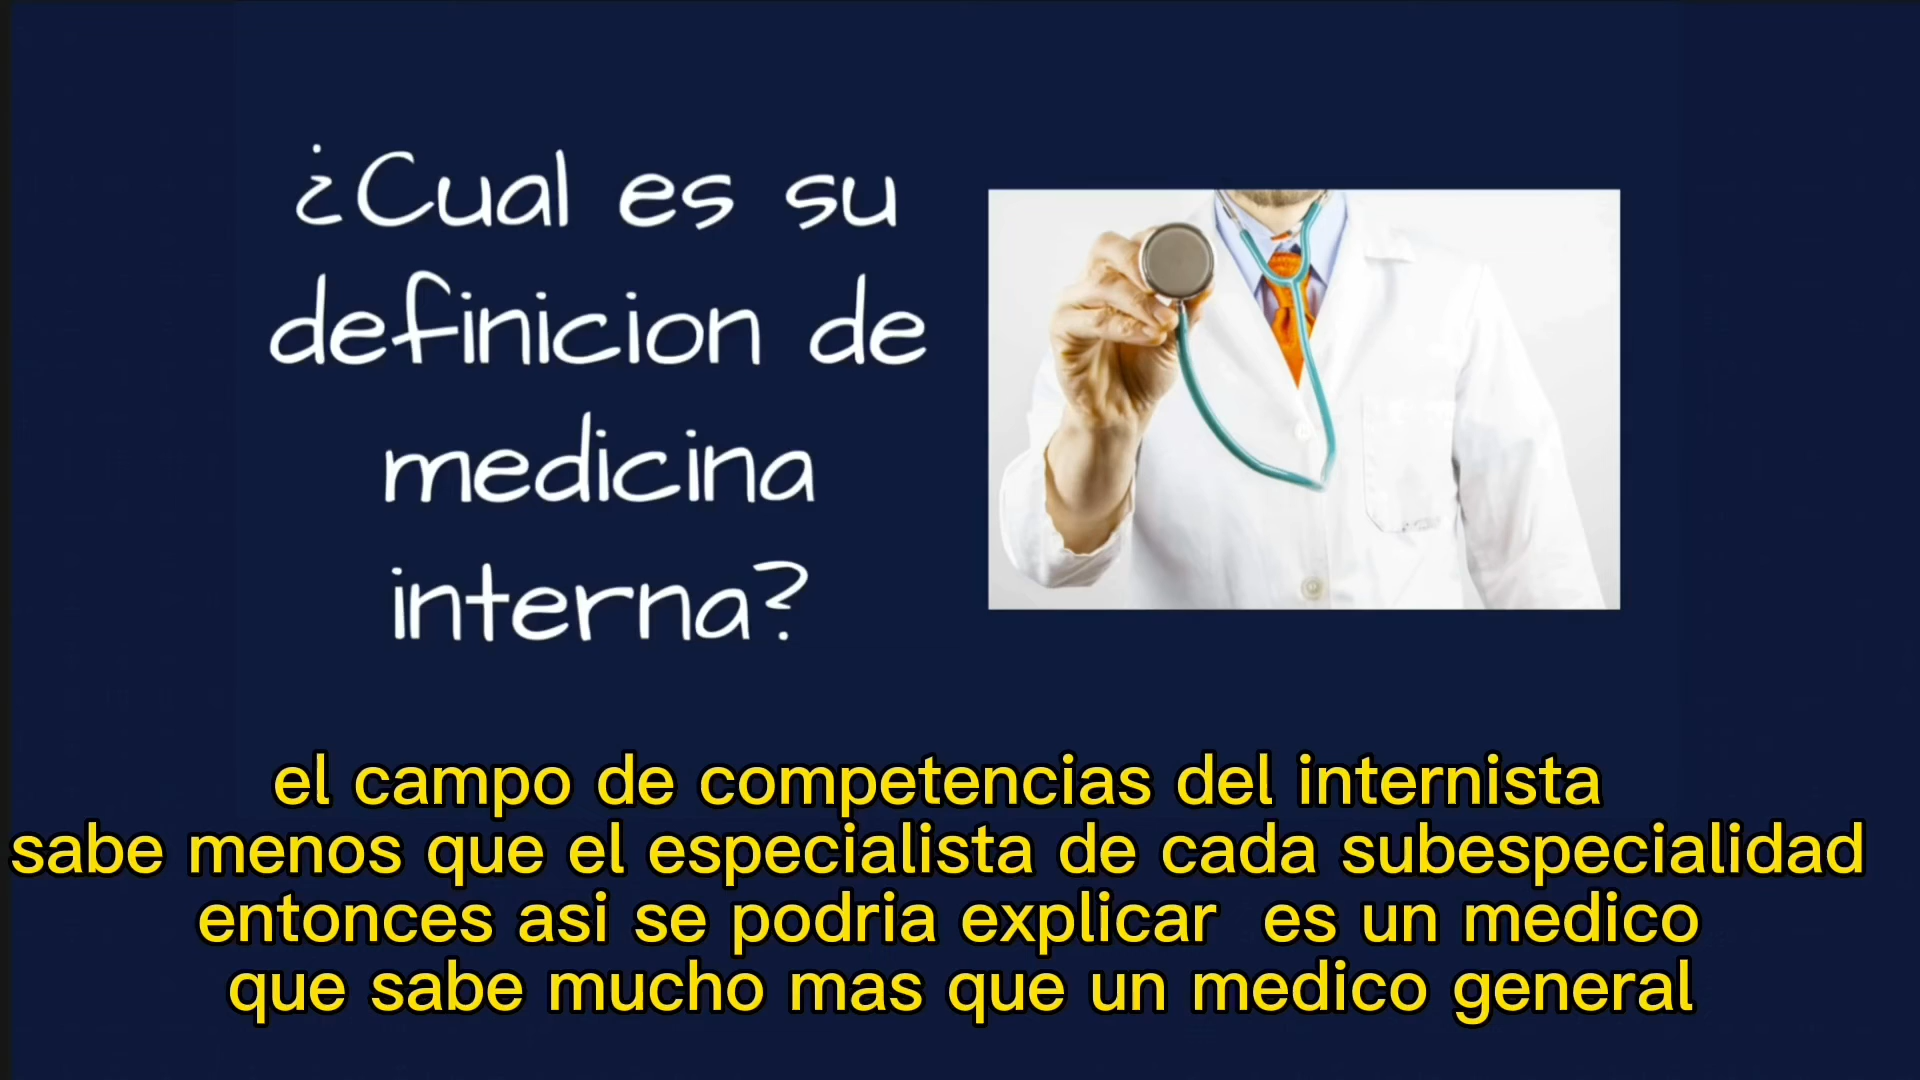 ¿Cual es su
definicion de
medicina
interna?
el campo de competencias del internista
sabe menos que el especialista de cada subespecialidad
entonces asi se podria explicar es un medico
que sabe mucho mas que un medico general